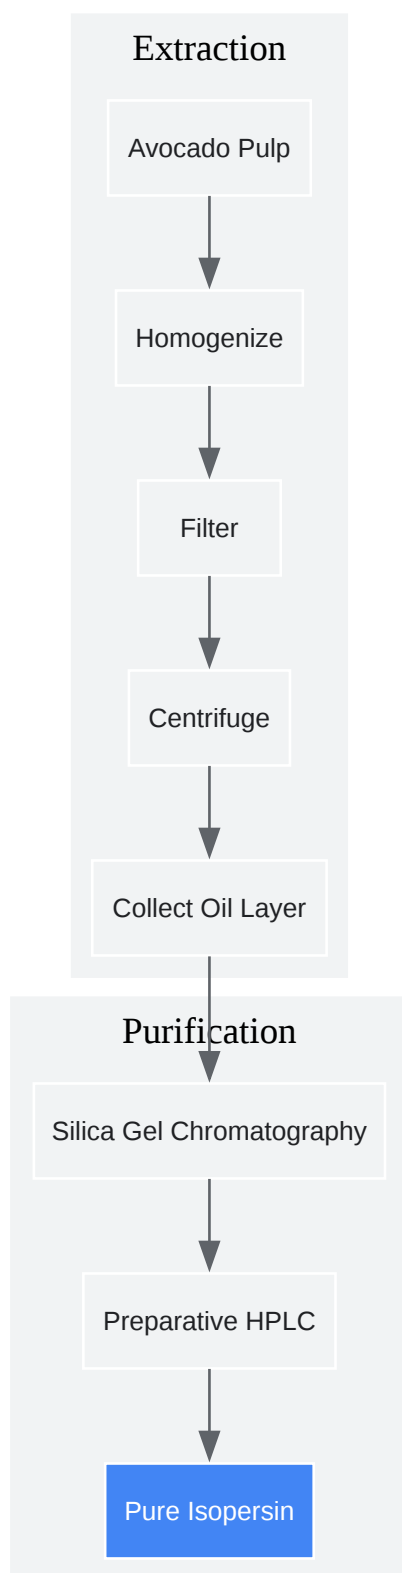 Extraction
Avocado Pulp
Homogenize
Filter
Centrifuge
Collect Oil Layer
Purification
Silica Gel Chromatography
Preparative HPLC
Pure Isopersin